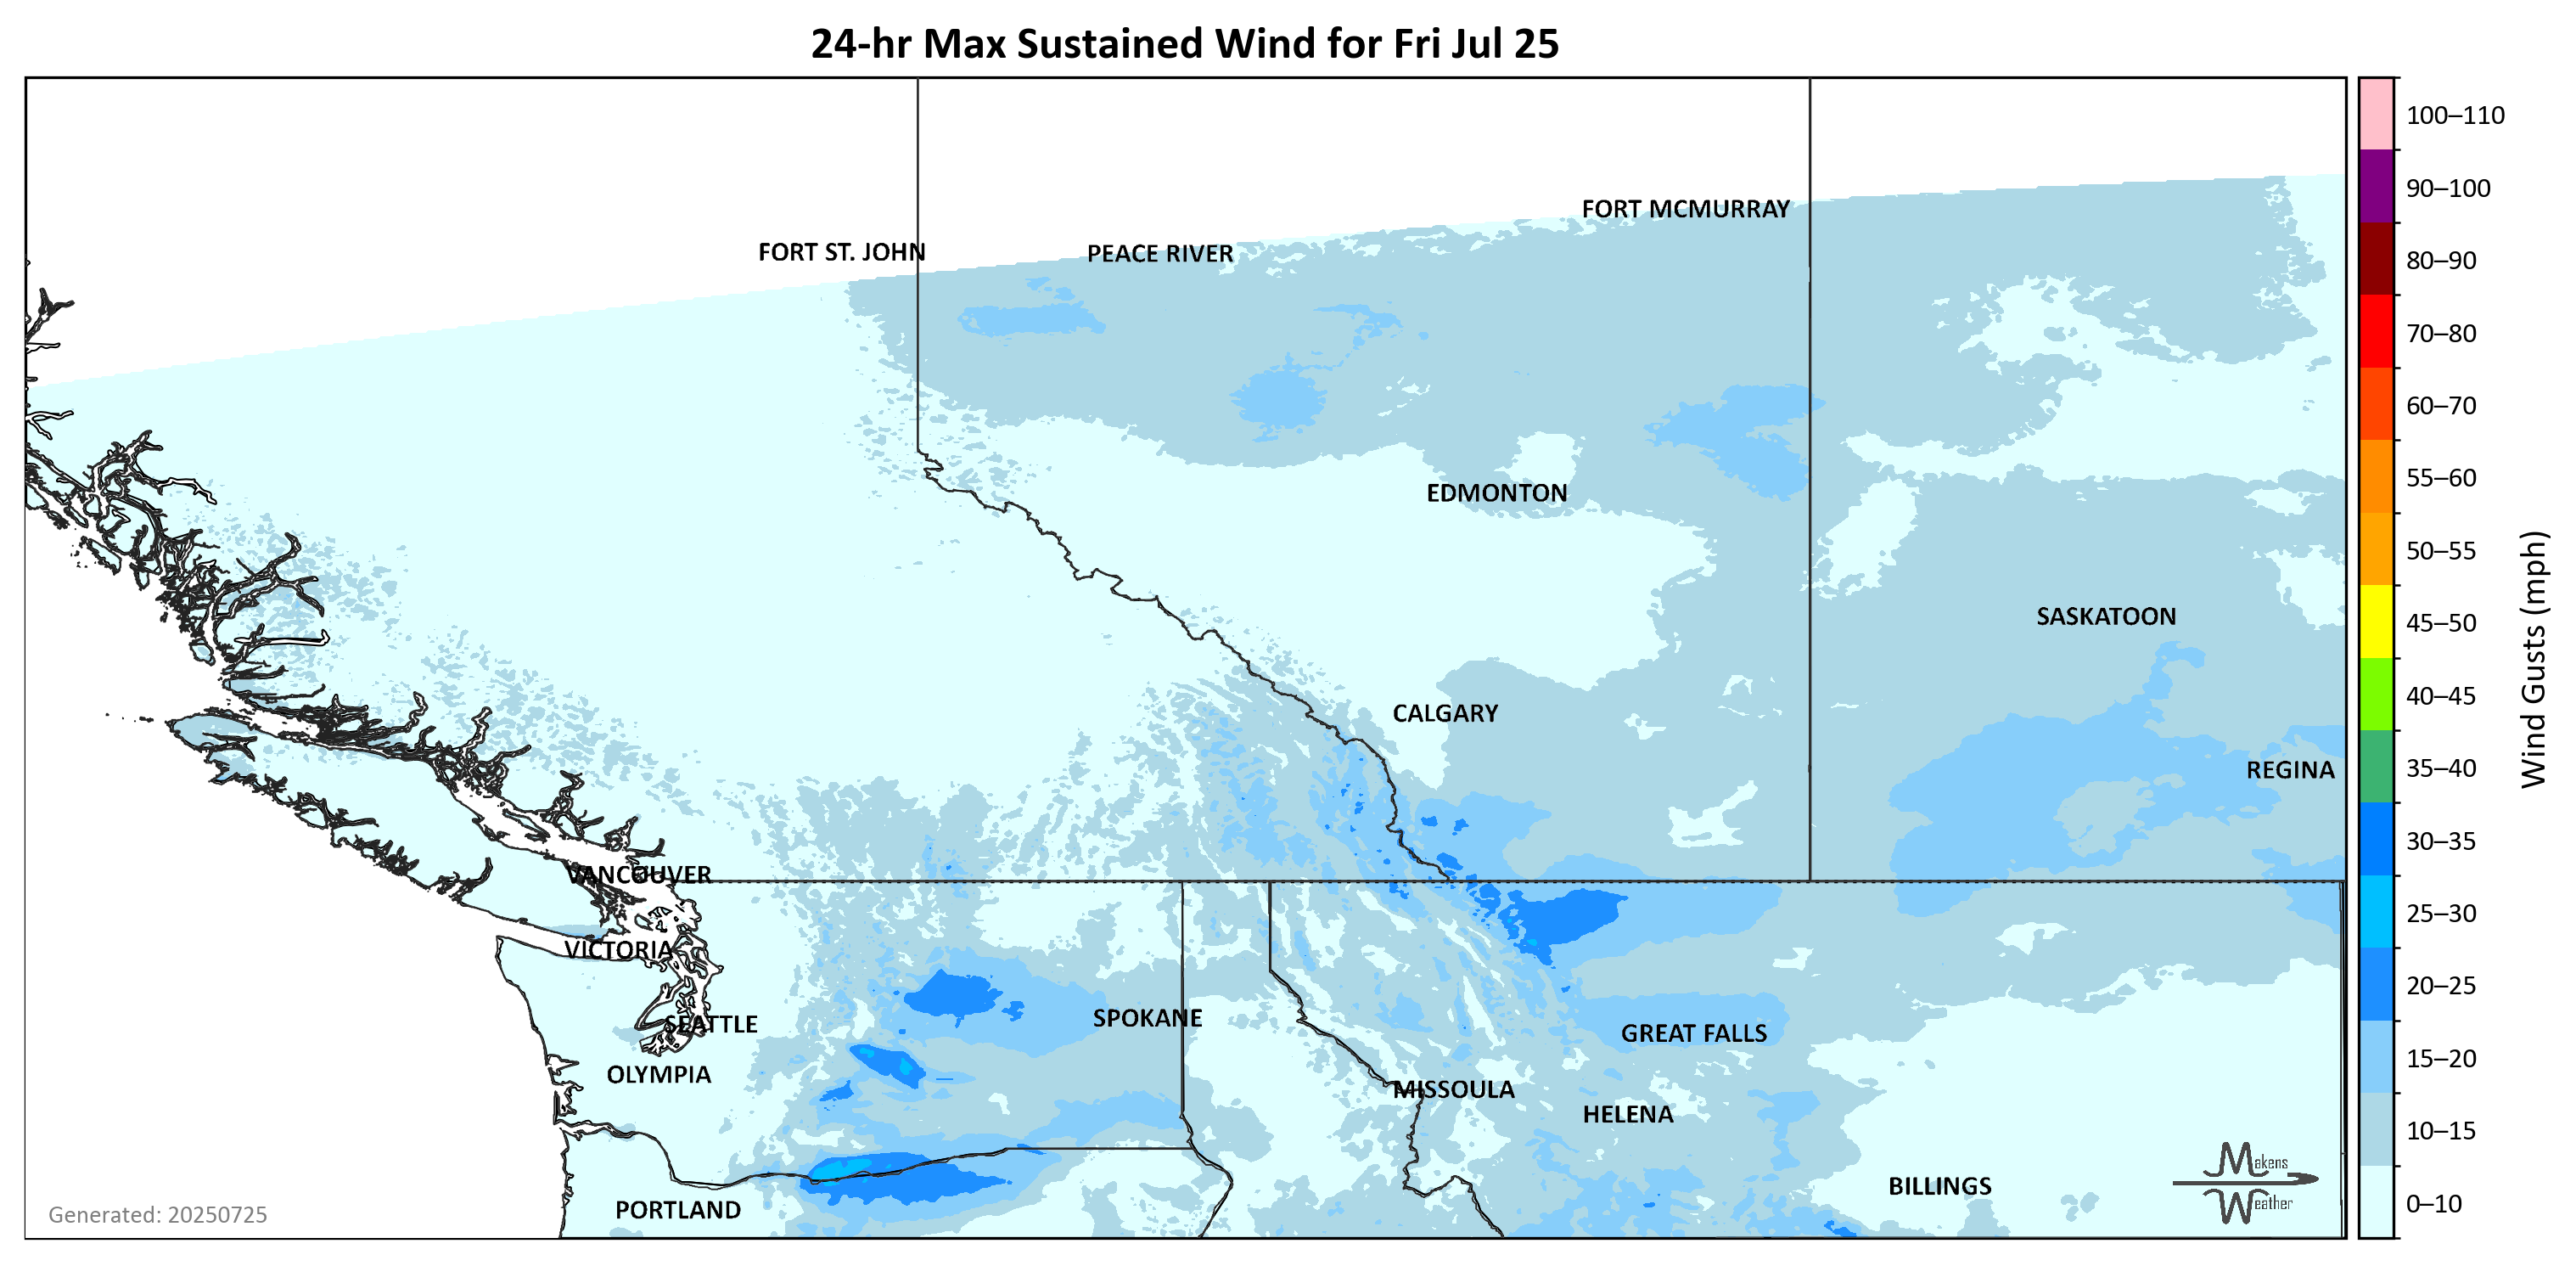 24-hr Max Sustained Wind for Fri Jul 25
100–110
90–100
80–90
70–80
60–70
55–60
50–55
45–50
40–45
35–40
30–35
25–30
20–25
15–20
10–15
0–10
Wind Gusts (mph)
FORT MCMURRAY
FORT ST. JOHN
PEACE RIVER
EDMONTON
SASKATOON
CALGARY
REGINA
VANCOUVER
VICTORIA
SEATTLE
SPOKANE
GREAT FALLS
OLYMPIA
MISSOULA
HELENA
BILLINGS
PORTLAND
Makens
Weather
Generated: 20250725